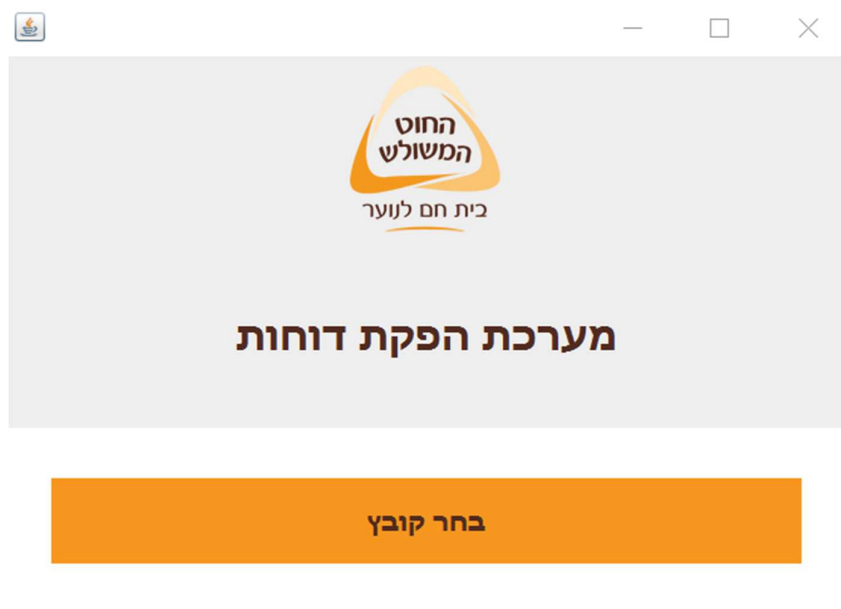 החוט
המשולש
בית חם לנוער
מערכת הפקת דוחות
בחר קובץ